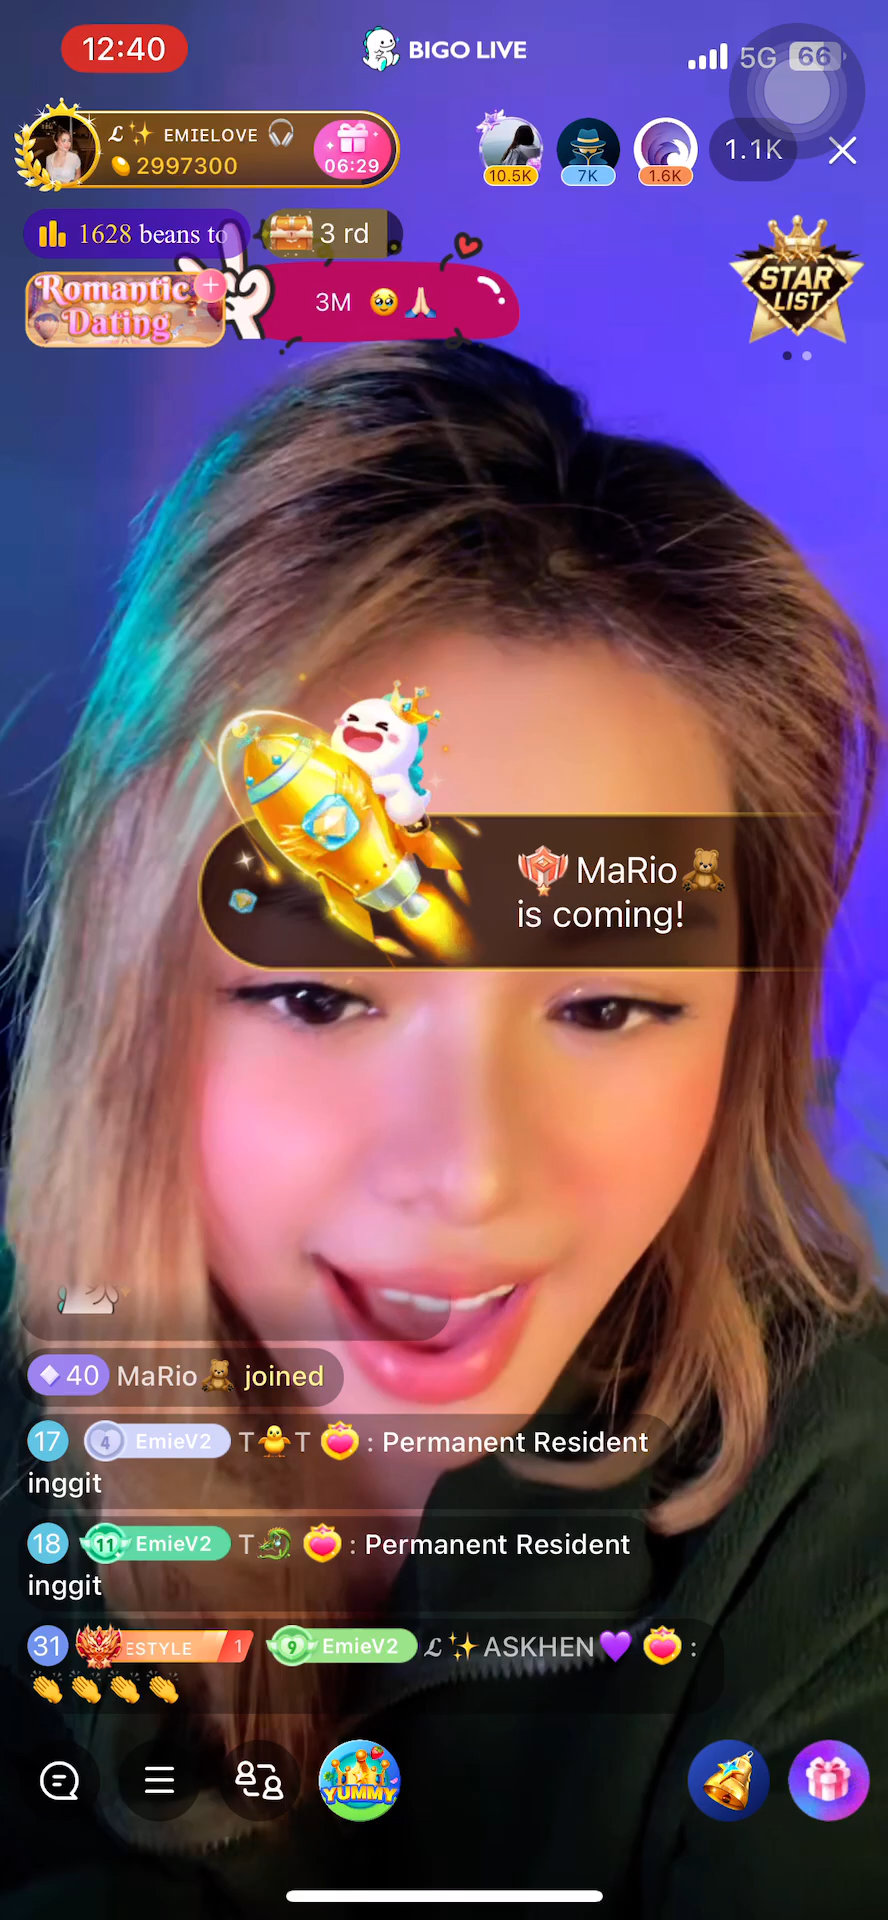 12:40
BIGO LIVE
5G
66
ℒ✨ EMIELOVE 🎧
2997300
06:29
10.5K
7K
1.6K
1.1K
1628 beans to
3 rd
Romantic
Dating
3M 🥹🙏🏻
STAR
LIST
MaRio🧸
is coming!
40 MaRio🧸 joined
17 4 EmieV2 T🐥T : Permanent Resident
inggit
18 11 EmieV2 T🐉 : Permanent Resident
inggit
31 ESTYLE 1 9 EmieV2 ℒ✨ASKHEN💜 :
👏👏👏👏
YUMMY